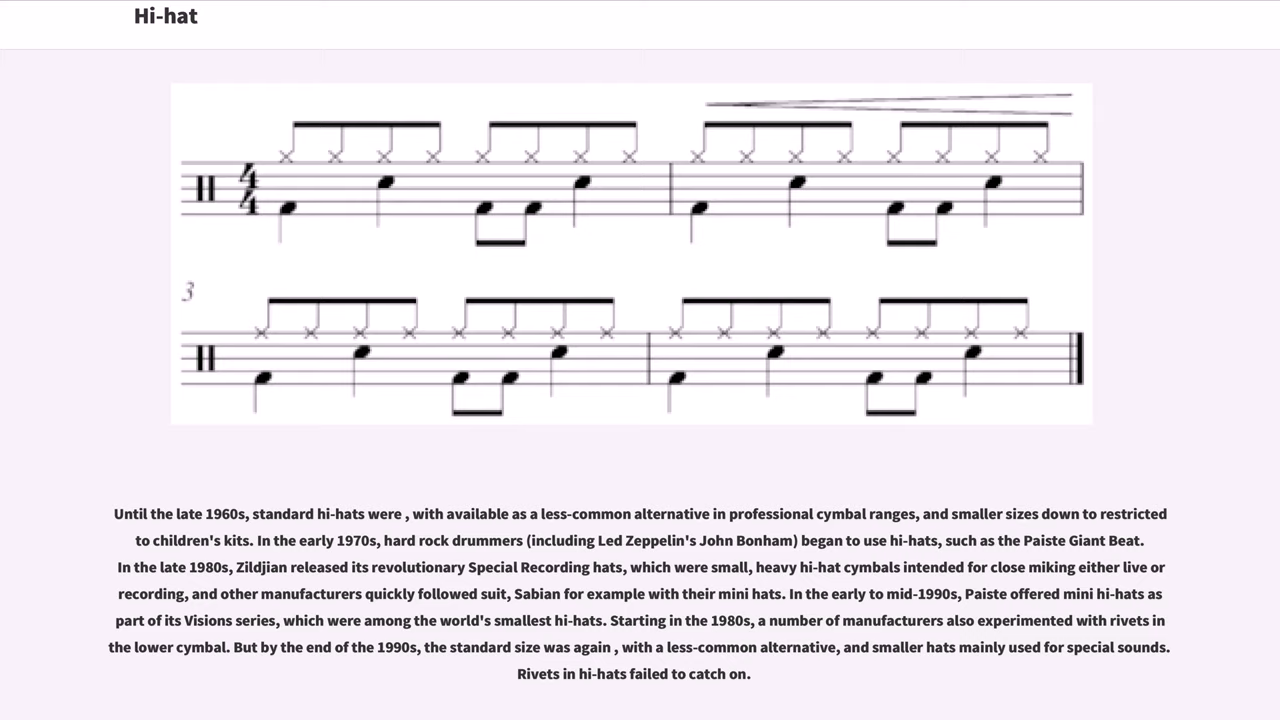 Hi-hat
4
4
3
Until the late 1960s, standard hi-hats were , with available as a less-common alternative in professional cymbal ranges, and smaller sizes down to restricted
to children's kits. In the early 1970s, hard rock drummers (including Led Zeppelin's John Bonham) began to use hi-hats, such as the Paiste Giant Beat.
In the late 1980s, Zildjian released its revolutionary Special Recording hats, which were small, heavy hi-hat cymbals intended for close miking either live or
recording, and other manufacturers quickly followed suit, Sabian for example with their mini hats. In the early to mid-1990s, Paiste offered mini hi-hats as
part of its Visions series, which were among the world's smallest hi-hats. Starting in the 1980s, a number of manufacturers also experimented with rivets in
the lower cymbal. But by the end of the 1990s, the standard size was again , with a less-common alternative, and smaller hats mainly used for special sounds.
Rivets in hi-hats failed to catch on.